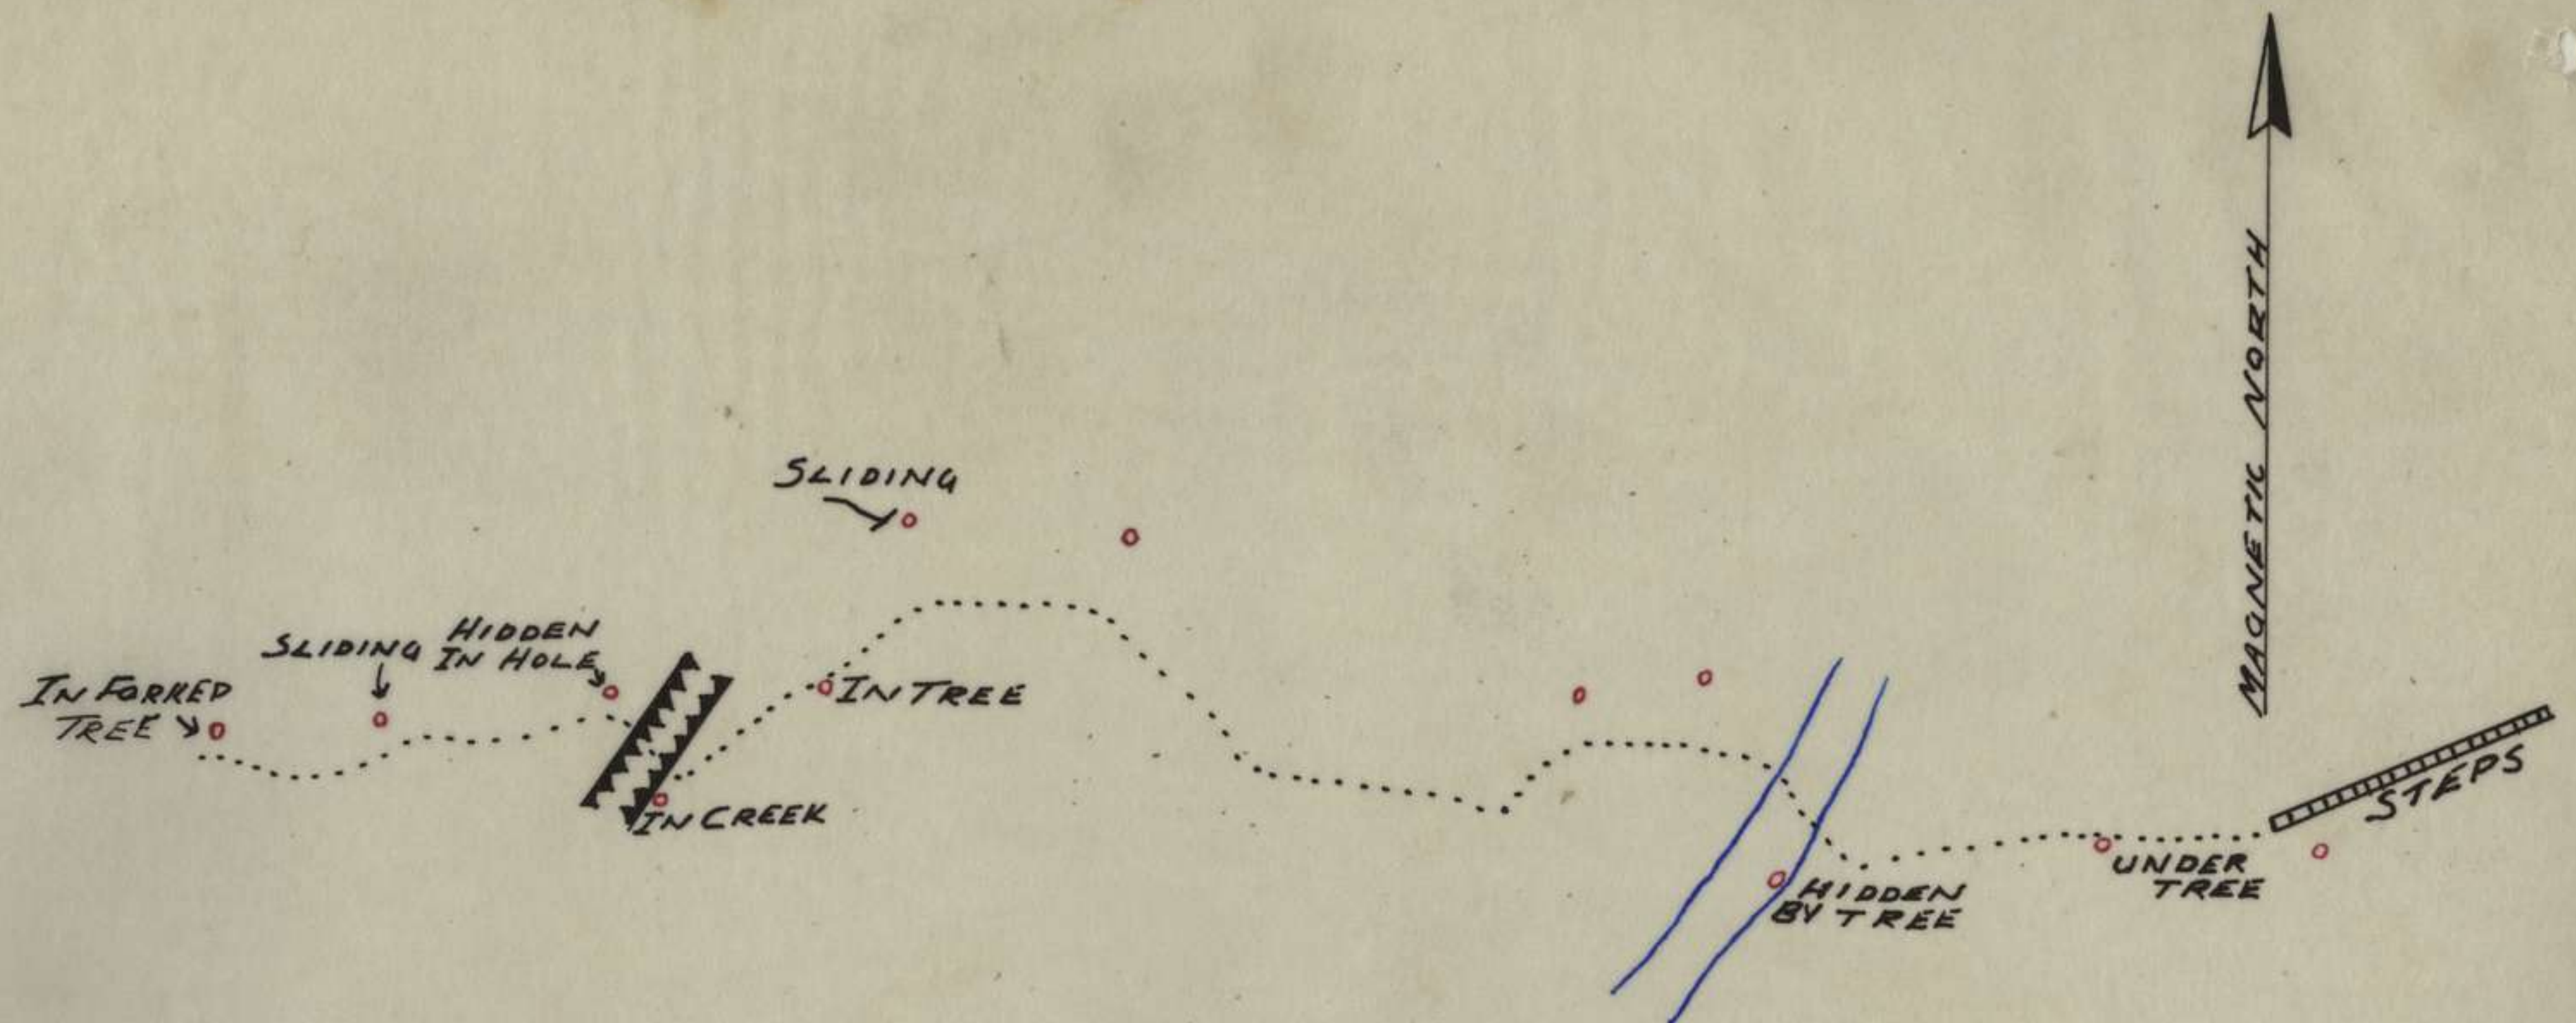 SLIDING
MAGNETIC NORTH
HIDDEN
IN HOLE
SLIDING
IN FORKED
TREE
IN TREE
STEPS
IN CREEK
UNDER
TREE
HIDDEN
BY TREE